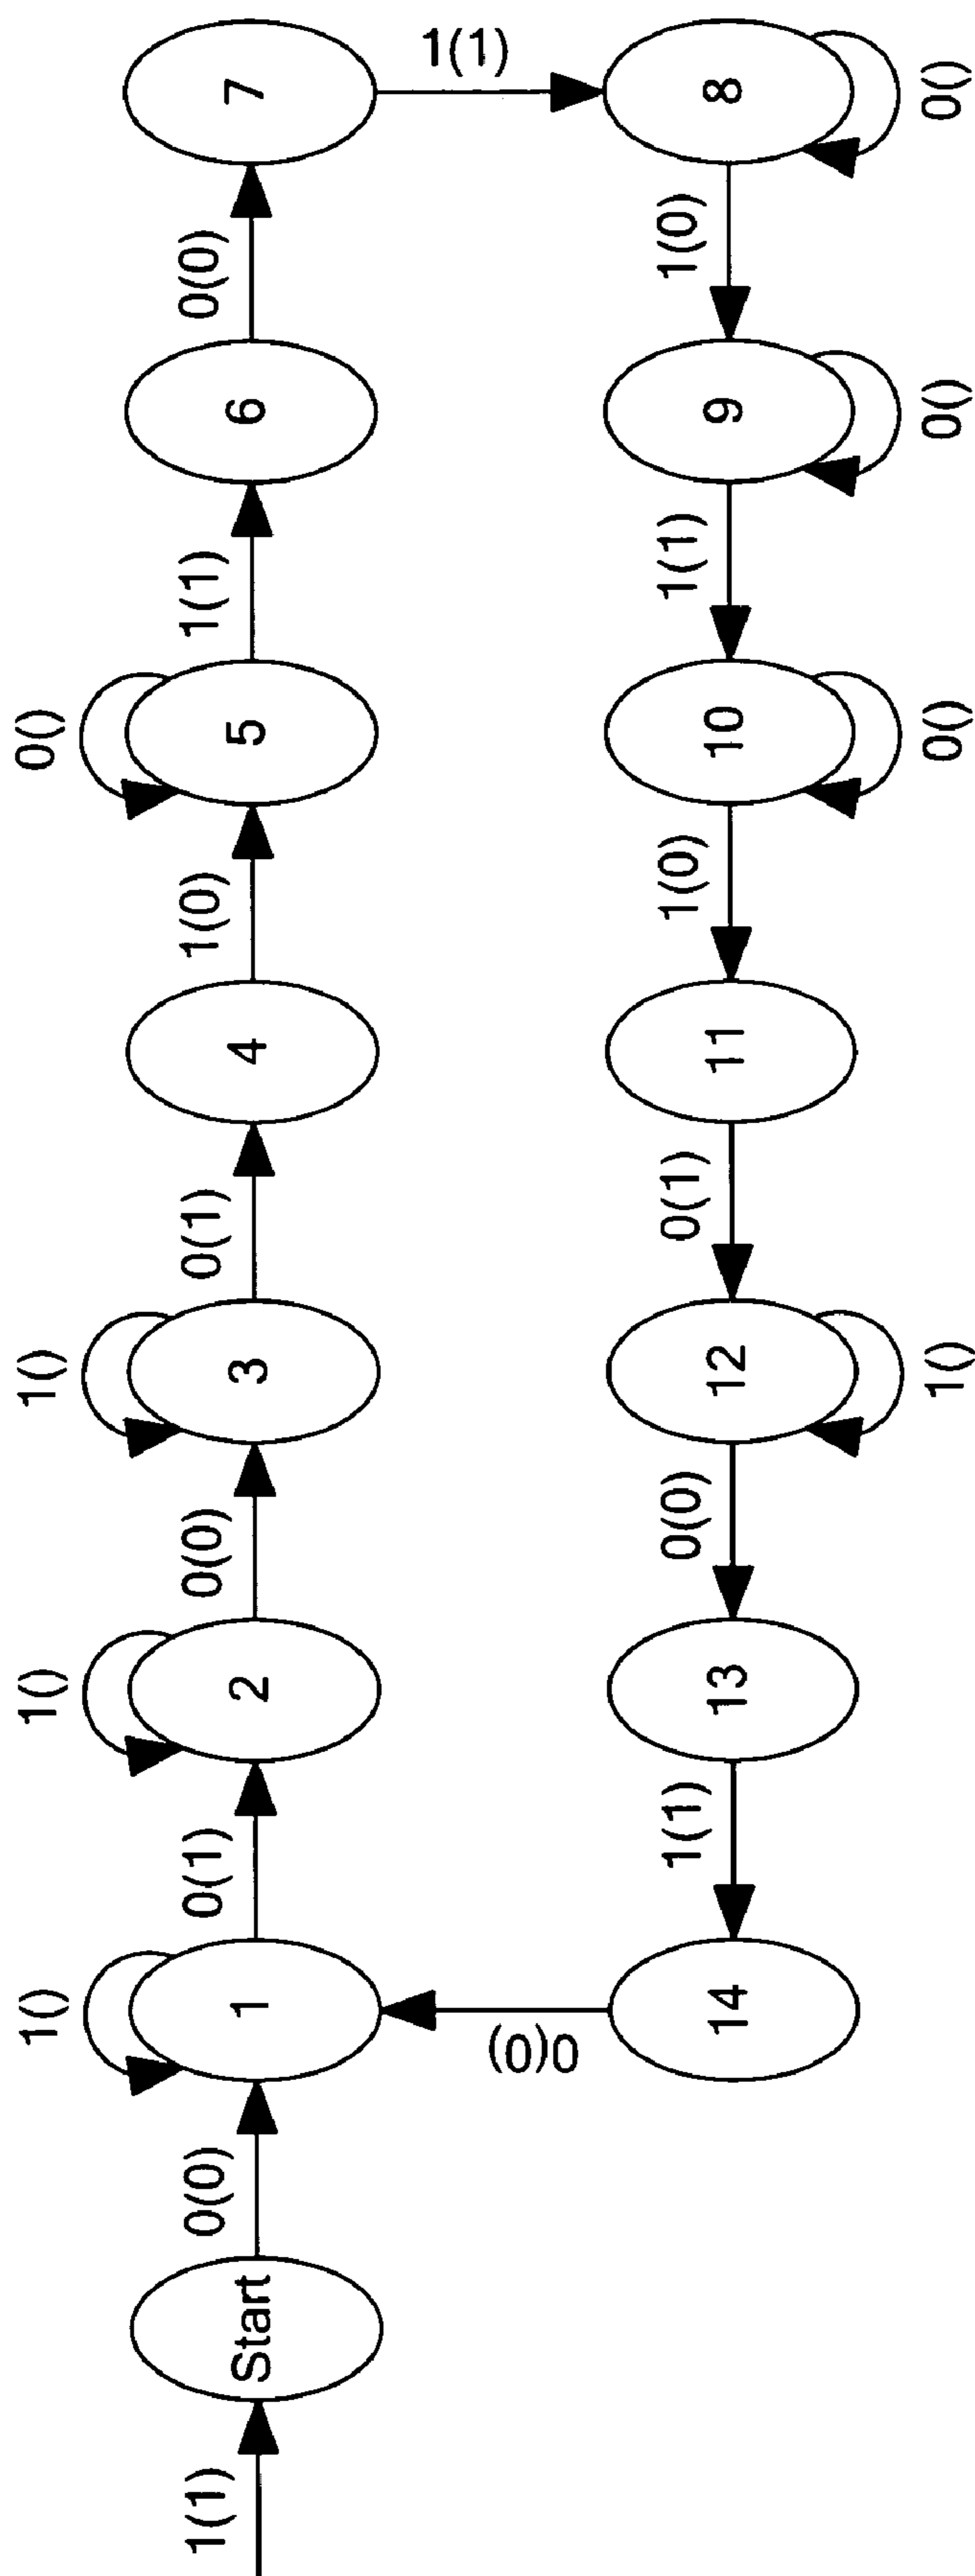 1() 1() 1() 0()
1(1) 0(0) 0(1) 0(0) 0(1) 1(0) 1(1) 0(0)
Start 1 2 3 4 5 6 7
0(0) 1(1)
1(1) 0(0) 0(1) 1(0) 1(1) 1(0)
14 13 12 11 10 9 8
1() 0() 0() 0()